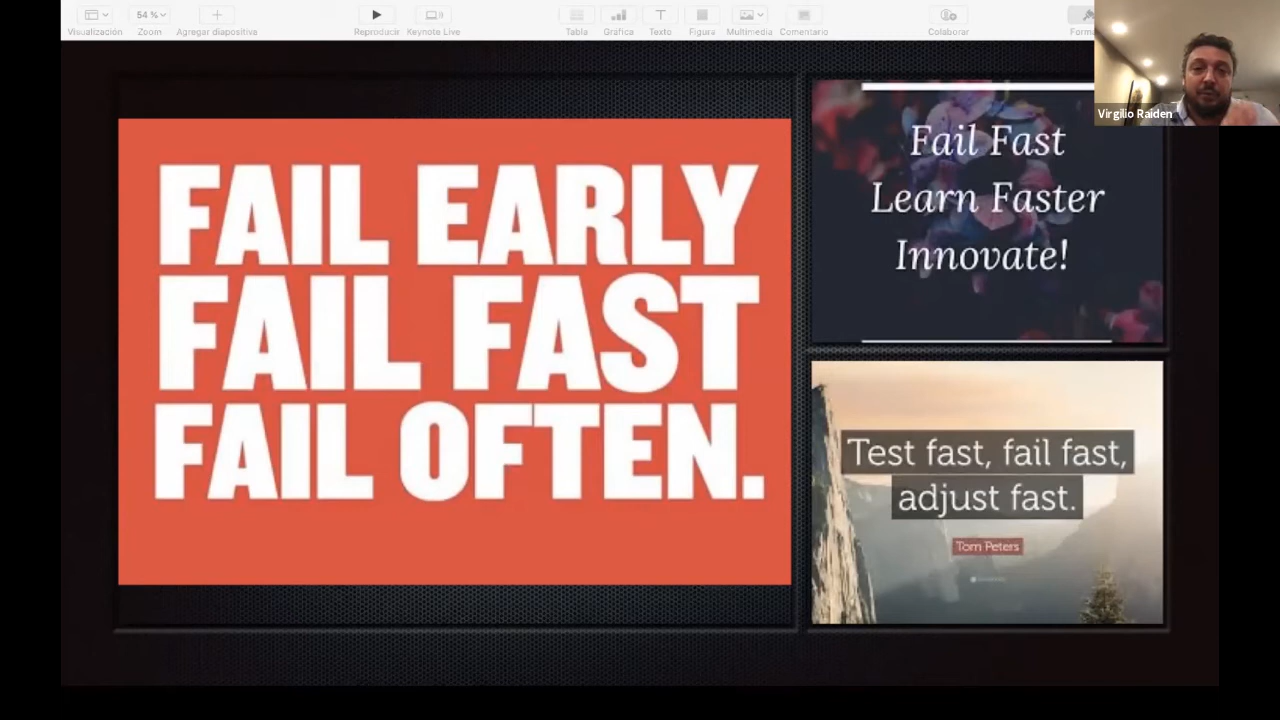 54 %
Visualización
Zoom
Agregar diapositiva
Reproducir
Keynote Live
Tabla
Gráfica
Texto
Figura
Multimedia
Comentario
Colaborar
Virgilio Raiden
FAIL EARLY
FAIL FAST
FAIL OFTEN.
Fail Fast
Learn Faster
Innovate!
Test fast, fail fast,
adjust fast.
Tom Peters